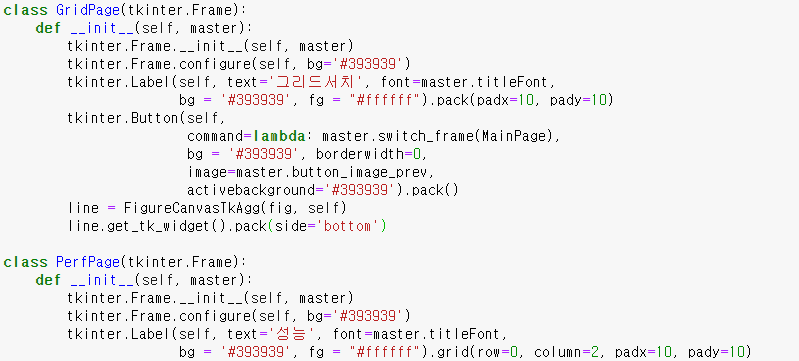 class GridPage(tkinter.Frame):
    def __init__(self, master):
        tkinter.Frame.__init__(self, master)
        tkinter.Frame.configure(self, bg='#393939')
        tkinter.Label(self, text='그리드서치', font=master.titleFont,
                      bg = '#393939', fg = "#ffffff").pack(padx=10, pady=10)
        tkinter.Button(self,
                       command=lambda: master.switch_frame(MainPage),
                       bg = '#393939', borderwidth=0,
                       image=master.button_image_prev,
                       activebackground='#393939').pack()
        line = FigureCanvasTkAgg(fig, self)
        line.get_tk_widget().pack(side='bottom')

class PerfPage(tkinter.Frame):
    def __init__(self, master):
        tkinter.Frame.__init__(self, master)
        tkinter.Frame.configure(self, bg='#393939')
        tkinter.Label(self, text='성능', font=master.titleFont,
                      bg = '#393939', fg = "#ffffff").grid(row=0, column=2, padx=10, pady=10)